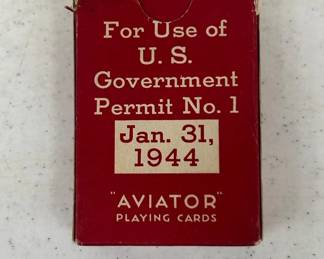 For Use of
U. S.
Government
Permit No. 1
Jan. 31,
1944
"AVIATOR"
PLAYING CARDS